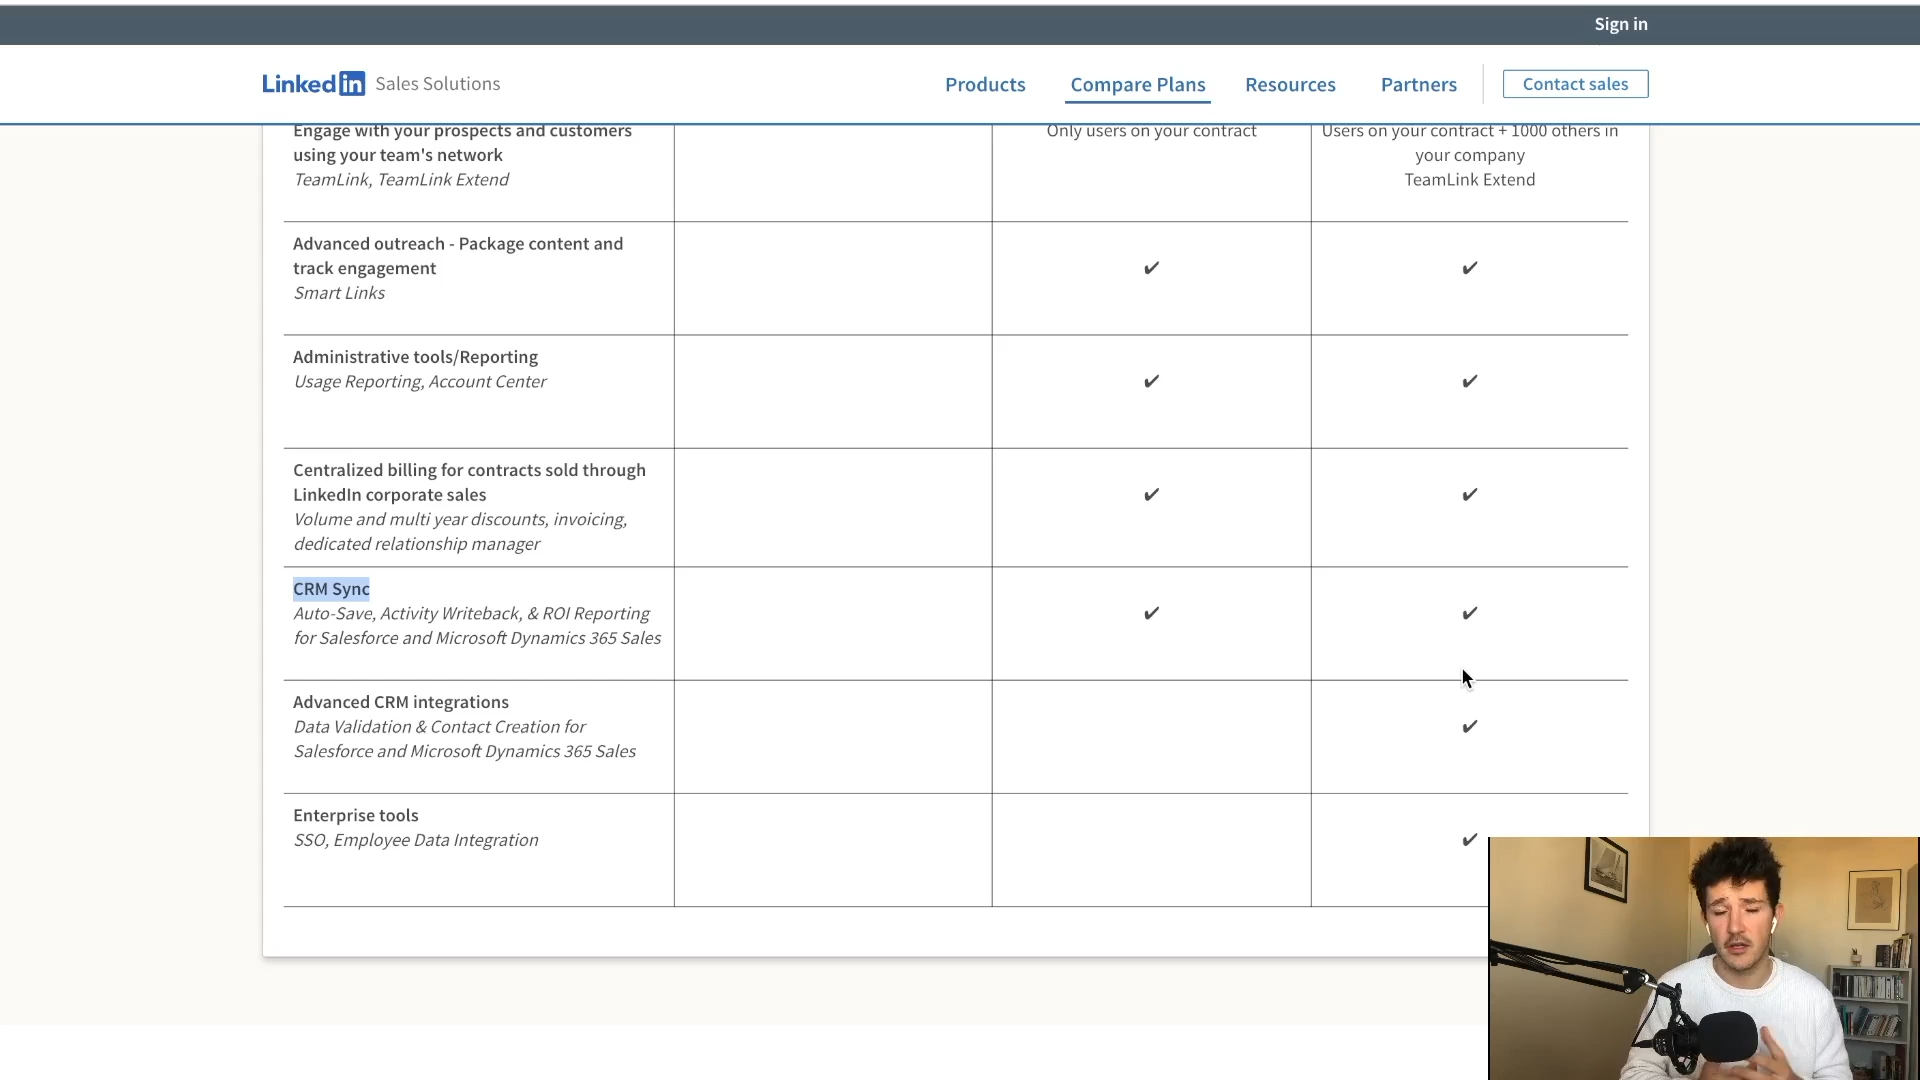 Sign in
Linkedin Sales Solutions
Products
Compare Plans
Resources
Partners
Contact sales
Engage with your prospects and customers
using your team's network
TeamLink, TeamLink Extend
Only users on your contract
Users on your contract + 1000 others in
your company
TeamLink Extend
Advanced outreach - Package content and
track engagement
Smart Links
✔
✔
Administrative tools/Reporting
Usage Reporting, Account Center
✔
✔
Centralized billing for contracts sold through
LinkedIn corporate sales
Volume and multi year discounts, invoicing,
dedicated relationship manager
✔
✔
CRM Sync
Auto-Save, Activity Writeback, & ROI Reporting
for Salesforce and Microsoft Dynamics 365 Sales
✔
✔
Advanced CRM integrations
Data Validation & Contact Creation for
Salesforce and Microsoft Dynamics 365 Sales
✔
Enterprise tools
SSO, Employee Data Integration
✔